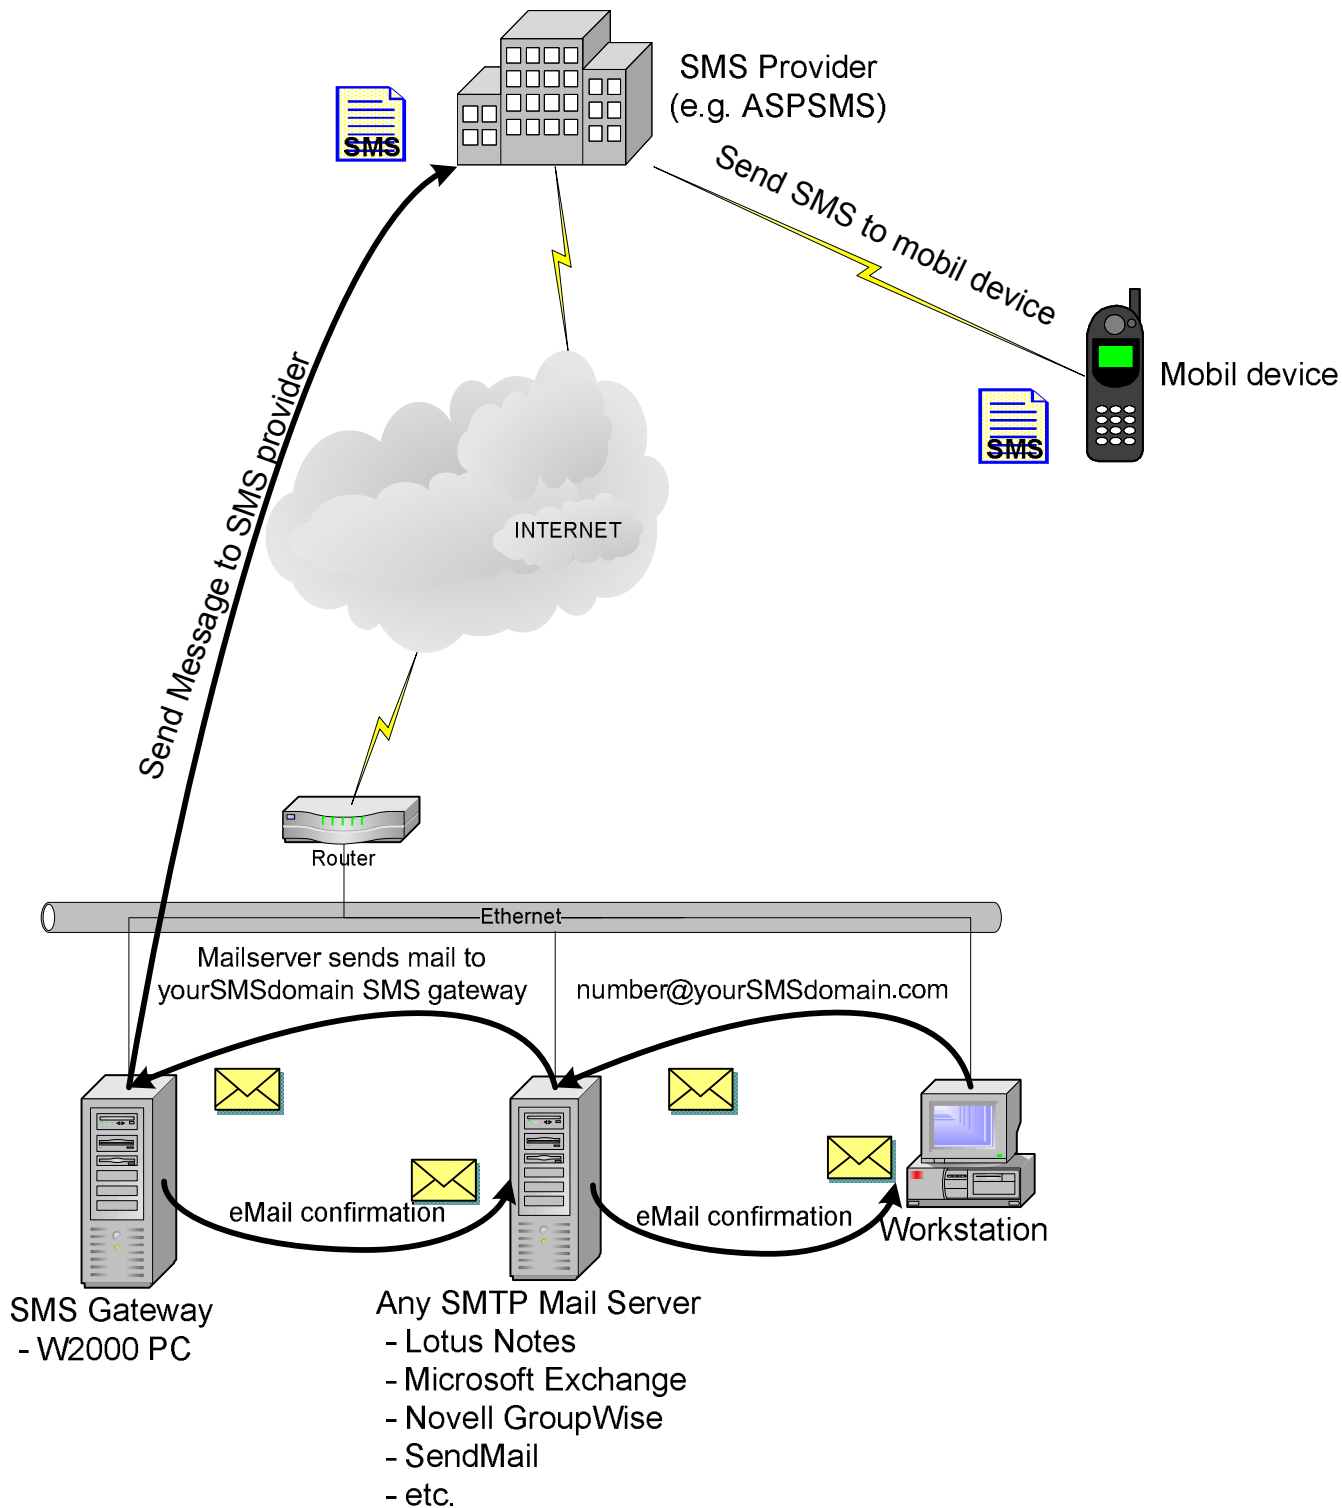 SMS Provider
(e.g. ASPSMS)
SMS
Send SMS to mobil device
Mobil device
SMS
Send Message to SMS provider
INTERNET
Router
Ethernet
Mailserver sends mail to
yourSMSdomain SMS gateway
number@yourSMSdomain.com
eMail confirmation
eMail confirmation
Workstation
SMS Gateway
- W2000 PC
Any SMTP Mail Server
- Lotus Notes
- Microsoft Exchange
- Novell GroupWise
- SendMail
- etc.